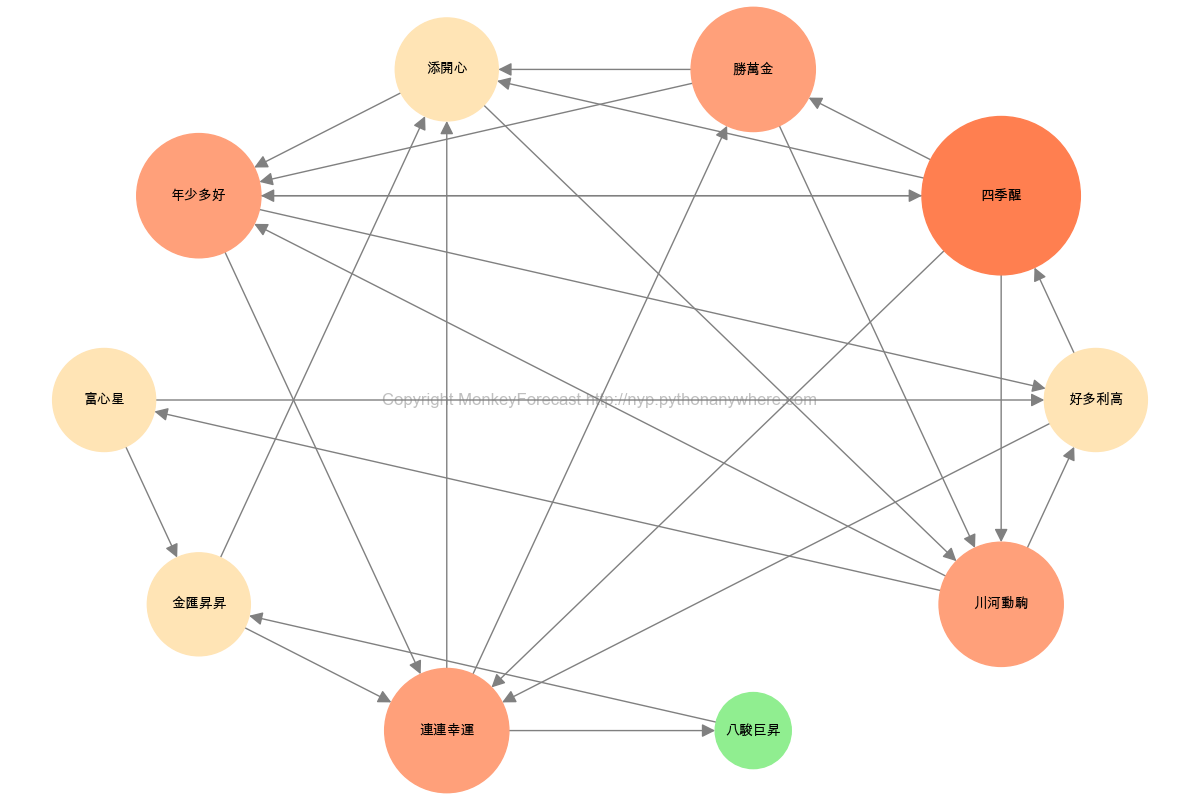 添開心
勝萬金
年少多好
四季醒
富心星
Copyright MonkeyForecast http://nyp.pythonanywhere.com
好多利高
金匯昇昇
川河動駒
連連幸運
八駿巨昇